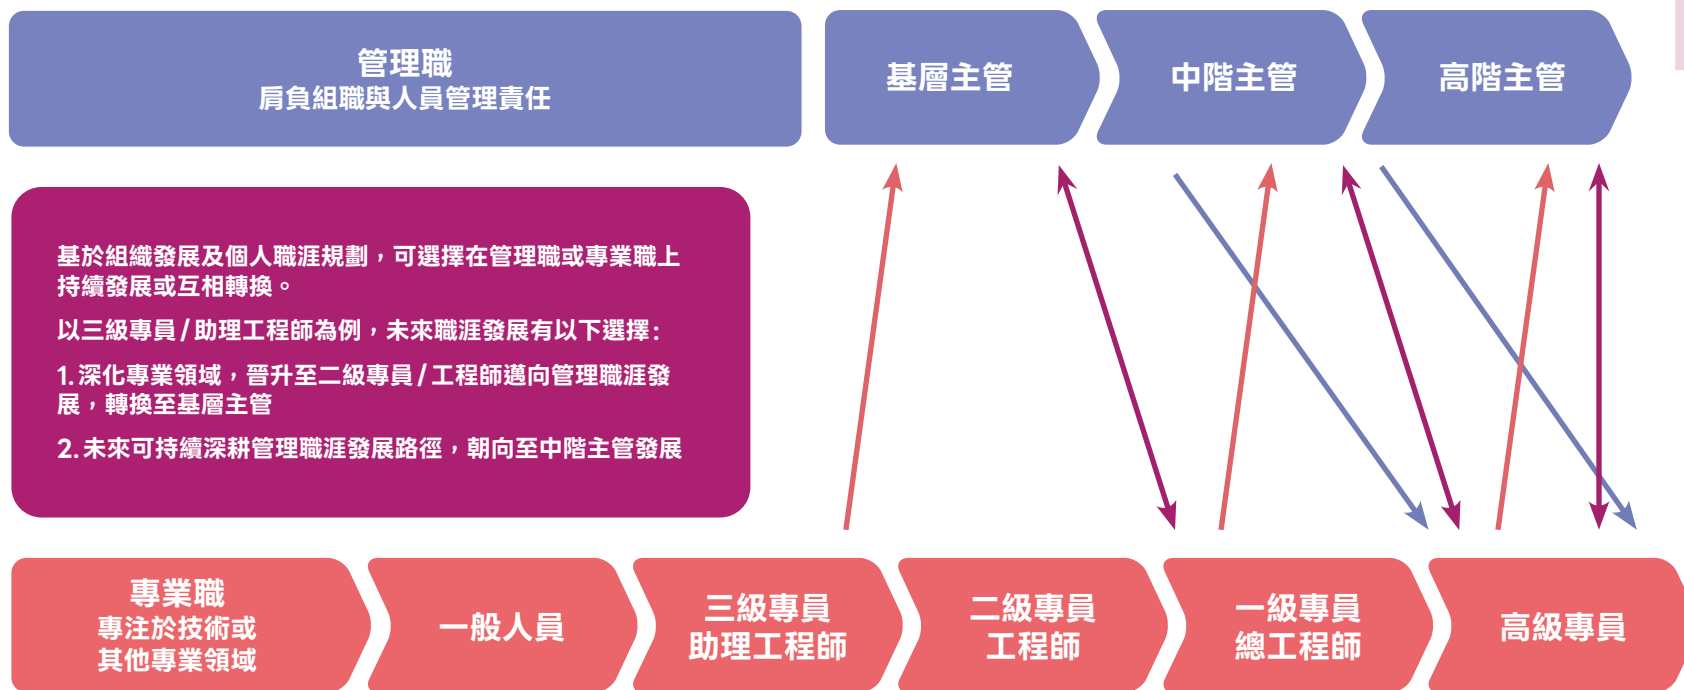 管理職
肩負組職與人員管理責任
基層主管
中階主管
高階主管
基於組織發展及個人職涯規劃，可選擇在管理職或專業職上
持續發展或互相轉換。
以三級專員/助理工程師為例，未來職涯發展有以下選擇：
1.深化專業領域，晉升至二級專員/工程師邁向管理職涯發
展，轉換至基層主管
2.未來可持續深耕管理職涯發展路徑，朝向至中階主管發展
專業職
專注於技術或
其他專業領域
一般人員
三級專員
助理工程師
二級專員
工程師
一級專員
總工程師
高級專員